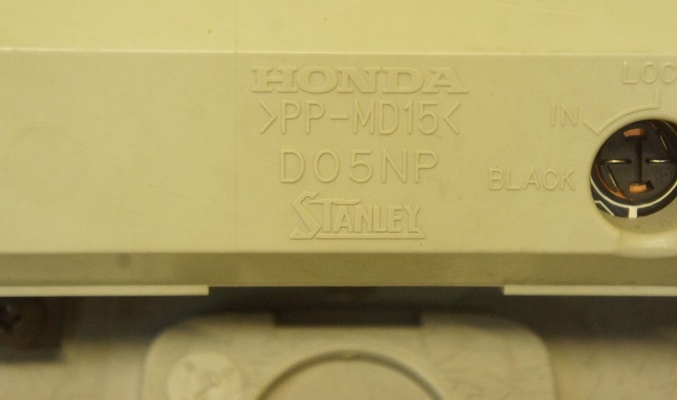 HONDA
>PP-MD15<
D05NP
STANLEY
LOC
IN
BLACK